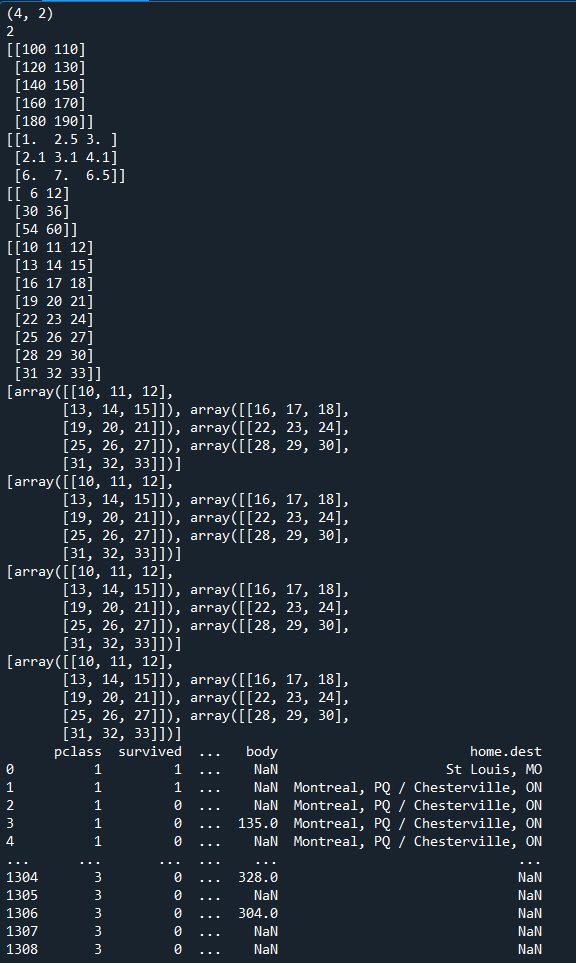 (4, 2)
2
[[100 110]
 [120 130]
 [140 150]
 [160 170]
 [180 190]]
[[1.  2.5 3. ]
 [2.1 3.1 4.1]
 [6.  7.  6.5]]
[[ 6 12]
 [30 36]
 [54 60]]
[[10 11 12]
 [13 14 15]
 [16 17 18]
 [19 20 21]
 [22 23 24]
 [25 26 27]
 [28 29 30]
 [31 32 33]]
[array([[10, 11, 12],
       [13, 14, 15]]), array([[16, 17, 18],
       [19, 20, 21]]), array([[22, 23, 24],
       [25, 26, 27]]), array([[28, 29, 30],
       [31, 32, 33]])]
[array([[10, 11, 12],
       [13, 14, 15]]), array([[16, 17, 18],
       [19, 20, 21]]), array([[22, 23, 24],
       [25, 26, 27]]), array([[28, 29, 30],
       [31, 32, 33]])]
[array([[10, 11, 12],
       [13, 14, 15]]), array([[16, 17, 18],
       [19, 20, 21]]), array([[22, 23, 24],
       [25, 26, 27]]), array([[28, 29, 30],
       [31, 32, 33]])]
[array([[10, 11, 12],
       [13, 14, 15]]), array([[16, 17, 18],
       [19, 20, 21]]), array([[22, 23, 24],
       [25, 26, 27]]), array([[28, 29, 30],
       [31, 32, 33]])]
      pclass  survived  ...   body                        home.dest
0          1         1  ...    NaN                     St Louis, MO
1          1         1  ...    NaN  Montreal, PQ / Chesterville, ON
2          1         0  ...    NaN  Montreal, PQ / Chesterville, ON
3          1         0  ...  135.0  Montreal, PQ / Chesterville, ON
4          1         0  ...    NaN  Montreal, PQ / Chesterville, ON
...      ...       ...  ...    ...                              ...
1304       3         0  ...  328.0                              NaN
1305       3         0  ...    NaN                              NaN
1306       3         0  ...  304.0                              NaN
1307       3         0  ...    NaN                              NaN
1308       3         0  ...    NaN                              NaN